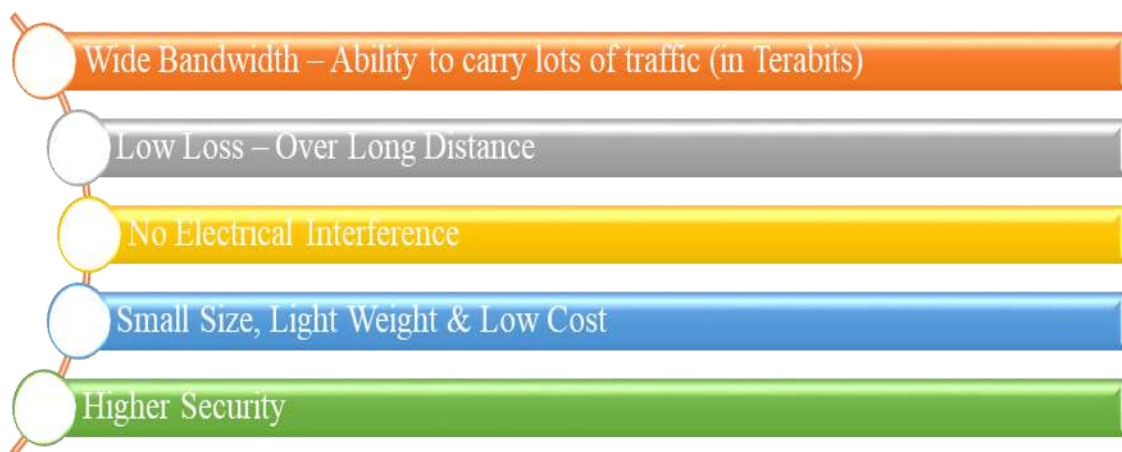 Wide Bandwidth – Ability to carry lots of traffic (in Terabits)
Low Loss – Over Long Distance
No Electrical Interference
Small Size, Light Weight & Low Cost
Higher Security